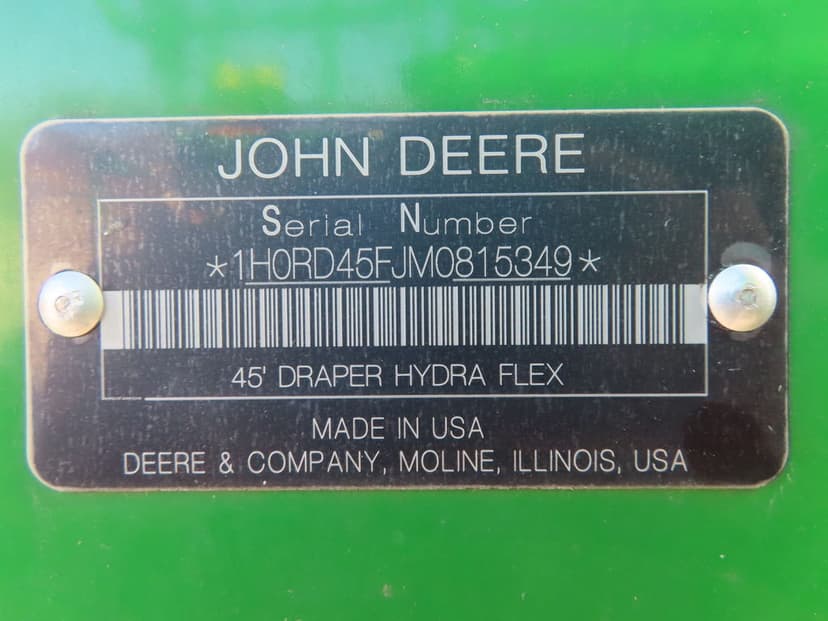 JOHN DEERE
Serial Number
*1H0RD45FJM0815349*
45' DRAPER HYDRA FLEX
MADE IN USA
DEERE & COMPANY, MOLINE, ILLINOIS, USA